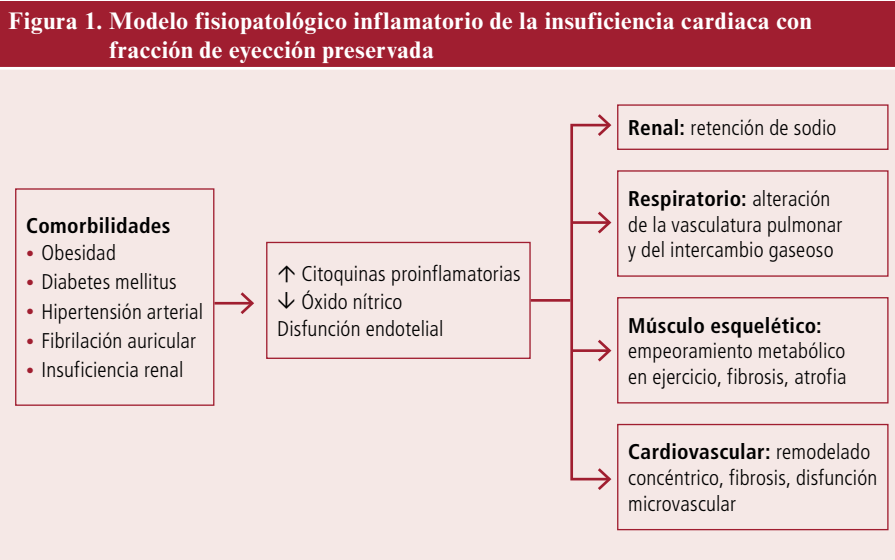 Figura 1. Modelo fisiopatológico inflamatorio de la insuficiencia cardiaca con
fracción de eyección preservada
Comorbilidades
• Obesidad
• Diabetes mellitus
• Hipertensión arterial
• Fibrilación auricular
• Insuficiencia renal
↑ Citoquinas proinflamatorias
↓ Óxido nítrico
Disfunción endotelial
Renal: retención de sodio
Respiratorio: alteración
de la vasculatura pulmonar
y del intercambio gaseoso
Músculo esquelético:
empeoramiento metabólico
en ejercicio, fibrosis, atrofia
Cardiovascular: remodelado
concéntrico, fibrosis, disfunción
microvascular